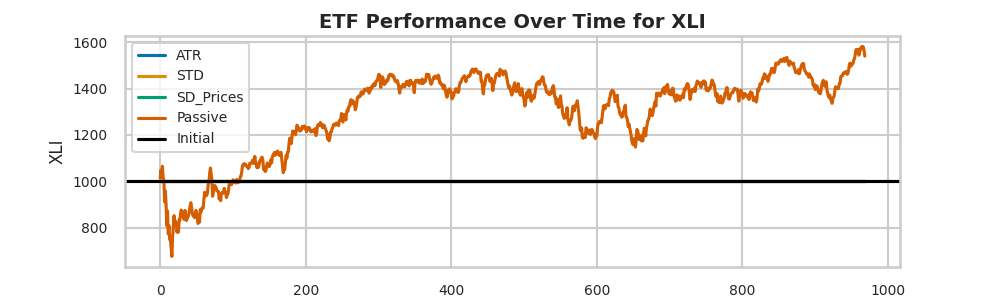 ETF Performance Over Time for XLI
1600
1400
1200
1000
800
XLI
ATR
STD
SD_Prices
Passive
Initial
0 200 400 600 800 1000